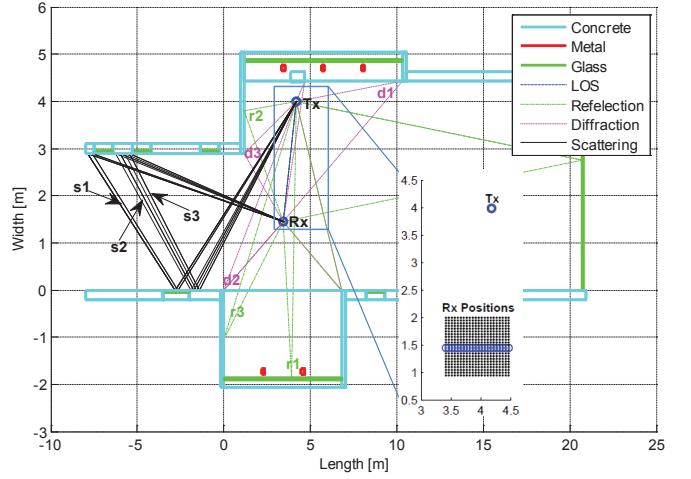 6
5
4
3
2
1
0
-1
-2
-3
-10
-5
0
5
10
15
20
25
Width [m]
Length [m]
Concrete
Metal
Glass
LOS
Refelection
Diffraction
Scattering
Tx
Rx
d1
r2
d3
s1
s2
s3
d2
r3
r1
4.5
4
3.5
3
2.5
2
1.5
1
0.5
3
3.5
4
4.5
Tx
Rx Positions